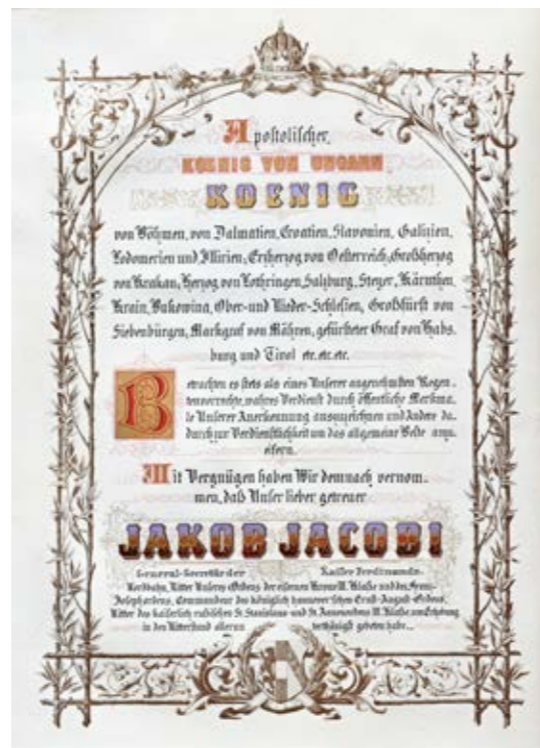 Apostolischer,
KOENIG VON UNGARN,
KOENIG
von Böhmen, von Dalmatien, Croatien, Slavonien, Galizien,
Lodomerien und Illirien, Erzherzog von Oesterreich, Großherzog
von Krakau, Herzog von Lothringen, Salzburg, Steyer, Kärnthen,
Krain, Bukowina, Ober- und Nieder-Schlesien, Großfürst von
Siebenbürgen, Markgraf von Mähren, gefürsteter Graf von Habs-
burg und Tirol etc. etc. etc.
Betrachten es stets als eines Unserer angenehmsten Regen-
tenvorrechte, wahres Verdienst durch öffentliche Merkma-
le Unserer Anerkennung auszuzeichnen und Andere da-
durch zur Verdienstlichkeit um das allgemeine Beste anzu-
eifern.
Mit Vergnügen haben Wir demnach vernom-
men, daß Unser lieber getreuer
JAKOB JACOBI
General-Secretär der Kaiser Ferdinands-
Nordbahn, Ritter Unseres Ordens der eisernen Krone III. Klasse und des Franz-
Josephordens, Commandeur des königlich hannover'schen Ernst-August-Ordens,
Ritter des kaiserlich russischen St. Stanislaus- und St. Annenordens III. Klasse, um Erhebung
in den Ritterstand allerun- terthänigst gebeten habe...